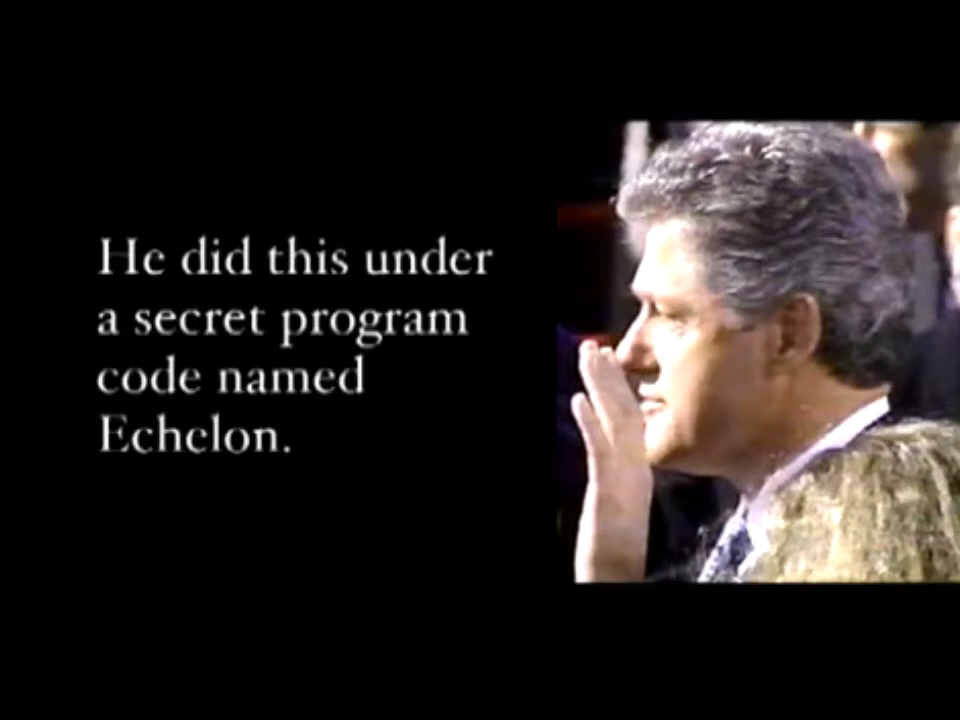 He did this under
a secret program
code named
Echelon.